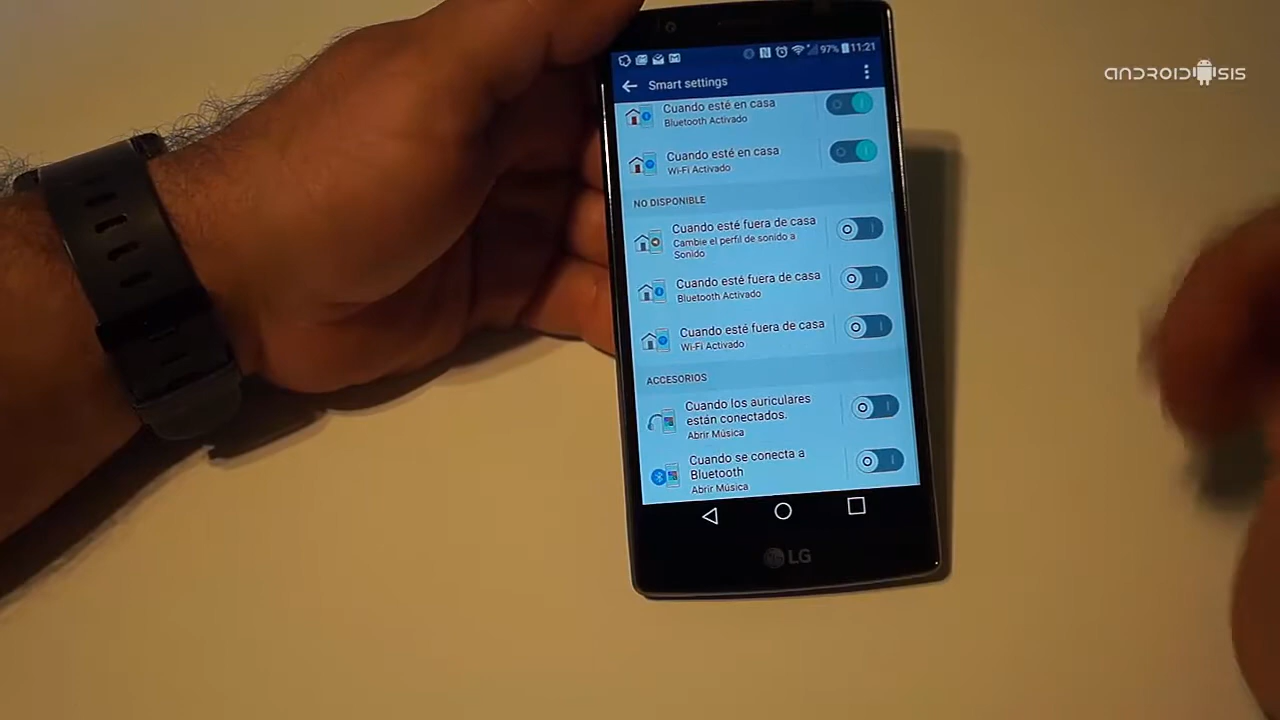 ANDROIDSIS
97% 11:21
Smart settings
Cuando esté en casa
Bluetooth Activado
Cuando esté en casa
Wi-Fi Activado
NO DISPONIBLE
Cuando esté fuera de casa
Cambie el perfil de sonido a
Sonido
Cuando esté fuera de casa
Bluetooth Activado
Cuando esté fuera de casa
Wi-Fi Activado
ACCESORIOS
Cuando los auriculares
están conectados.
Abrir Música
Cuando se conecta a
Bluetooth
Abrir Música
LG